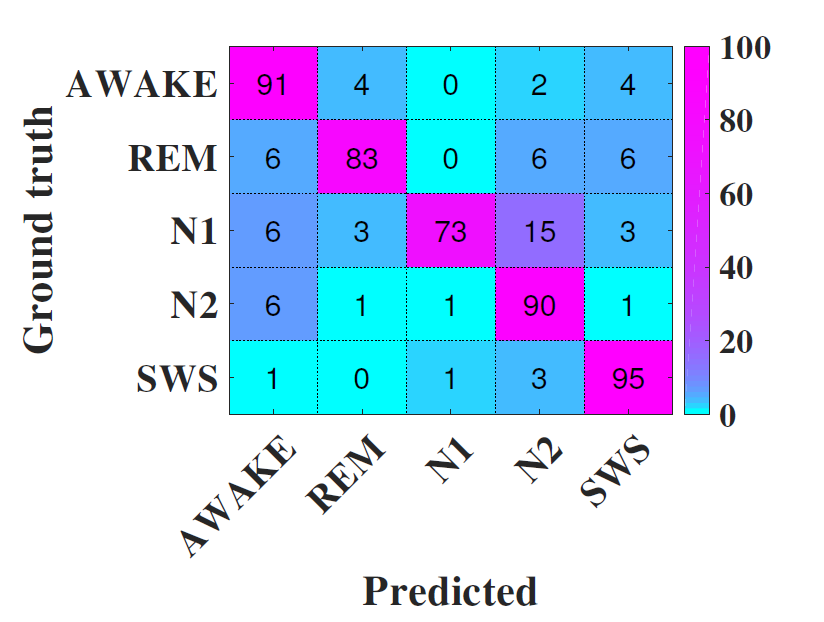 Ground truth
AWAKE 91 4 0 2 4
REM 6 83 0 6 6
N1 6 3 73 15 3
N2 6 1 1 90 1
SWS 1 0 1 3 95
AWAKE REM N1 N2 SWS
Predicted
100
80
60
40
20
0